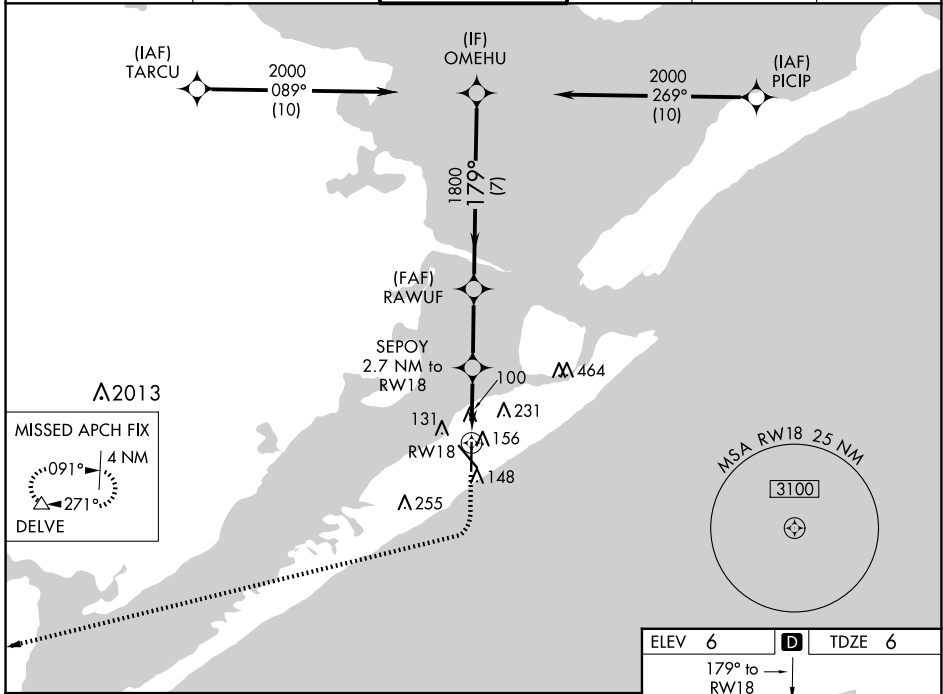 (IAF)
TARCU
2000
089°
(10)
(IF)
OMEHU
2000
269°
(10)
(IAF)
PICIP
1800
179°
(7)
(FAF)
RAWUF
SEPOY
2.7 NM to
RW18
100
464
231
131
156
RW18
148
255
2013
MISSED APCH FIX
4 NM
091°
271°
DELVE
MSA RW18 25 NM
3100
ELEV 6 D TDZE 6
179° to
RW18